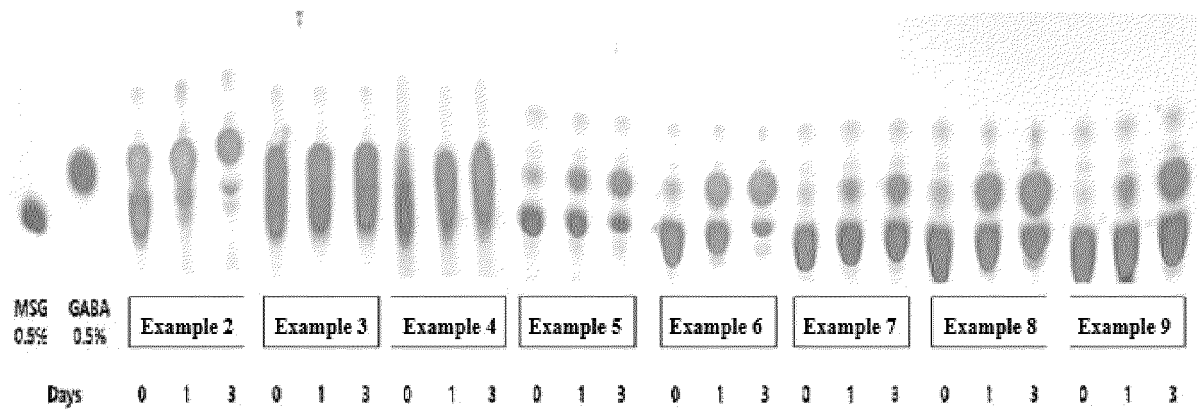 MSG GABA
0.5% 0.5%
Example 2 Example 3 Example 4 Example 5 Example 6 Example 7 Example 8 Example 9
Days 0 1 3 0 1 3 0 1 3 0 1 3 0 1 3 0 1 3 0 1 3 0 1 3